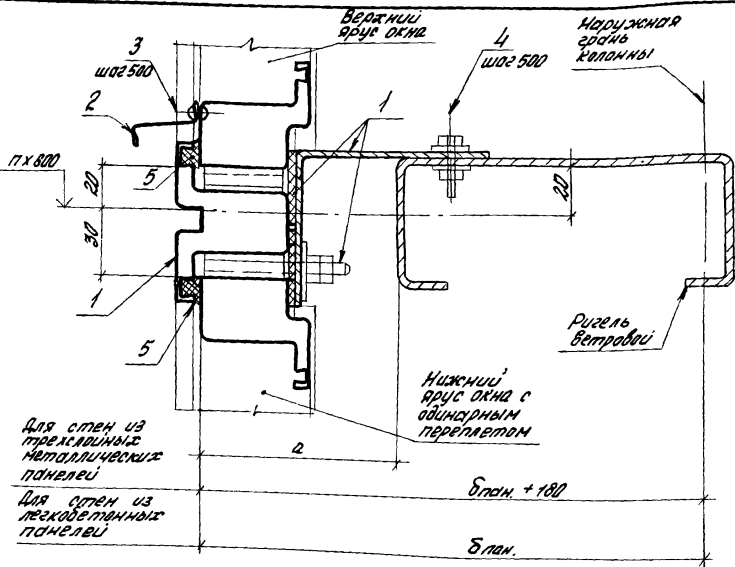 Верхний
ярус окна
Наружная
грань
колонны
3
шаг 500
4
шаг 500
2
1
п х 600
5
20
30
20
1
5
Ригель
ветровой
Нижний
ярус окна с
одинарным
переплетом
Для стен из
трехслойных
металлических
панелей
а
δпан. + 180
Для стен из
легкобетонных
панелей
δпан.